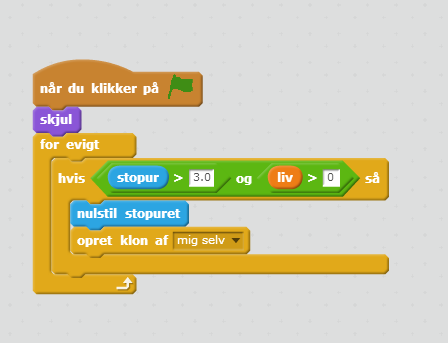 når du klikker på
skjul
for evigt
hvis stopur > 3.0 og liv > 0 så
nulstil stopuret
opret klon af mig selv